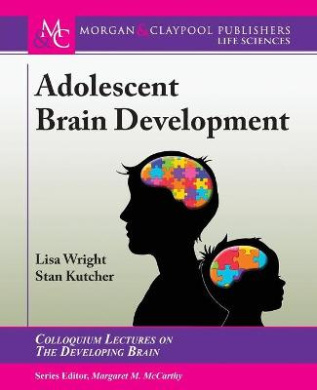 M&C
MORGAN & CLAYPOOL PUBLISHERS
LIFE SCIENCES
Adolescent
Brain Development
Lisa Wright
Stan Kutcher
COLLOQUIUM LECTURES ON
THE DEVELOPING BRAIN
Series Editor, Margaret M. McCarthy